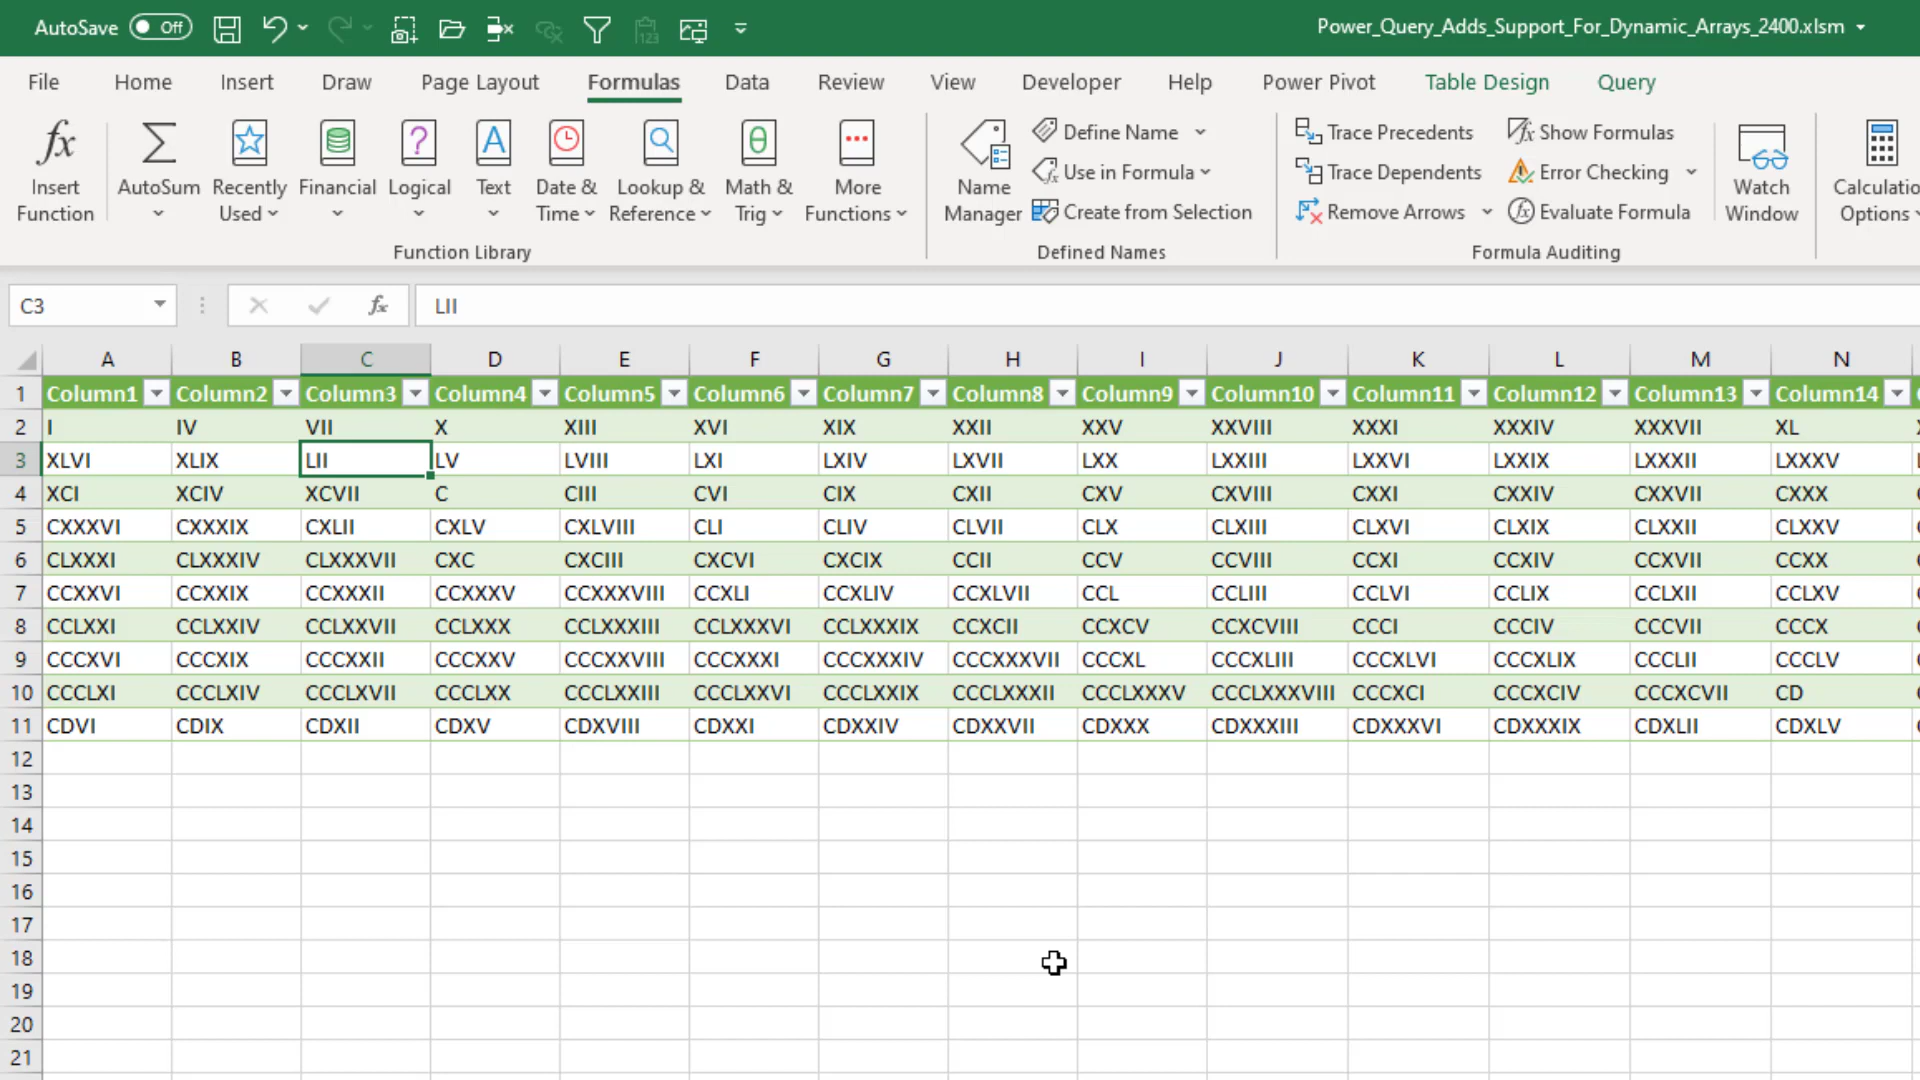 AutoSave Off Power_Query_Adds_Support_For_Dynamic_Arrays_2400.xlsm
File Home Insert Draw Page Layout Formulas Data Review View Developer Help Power Pivot Table Design Query
Insert Function AutoSum Recently Used Financial Logical Text Date & Time Lookup & Reference Math & Trig More Functions
Name Manager Define Name Use in Formula Create from Selection
Trace Precedents Trace Dependents Remove Arrows Show Formulas Error Checking Evaluate Formula
Watch Window Calculatio Options
Function Library Defined Names Formula Auditing
C3 fx LII
A B C D E F G H I J K L M N
1 Column1 Column2 Column3 Column4 Column5 Column6 Column7 Column8 Column9 Column10 Column11 Column12 Column13 Column14
2 I IV VII X XIII XVI XIX XXII XXV XXVIII XXXI XXXIV XXXVII XL
3 XLVI XLIX LII LV LVIII LXI LXIV LXVII LXX LXXIII LXXVI LXXIX LXXXII LXXXV
4 XCI XCIV XCVII C CIII CVI CIX CXII CXV CXVIII CXXI CXXIV CXXVII CXXX
5 CXXXVI CXXXIX CXLII CXLV CXLVIII CLI CLIV CLVII CLX CLXIII CLXVI CLXIX CLXXII CLXXV
6 CLXXXI CLXXXIV CLXXXVII CXC CXCIII CXCVI CXCIX CCII CCV CCVIII CCXI CCXIV CCXVII CCXX
7 CCXXVI CCXXIX CCXXXII CCXXXV CCXXXVIII CCXLI CCXLIV CCXLVII CCL CCLIII CCLVI CCLIX CCLXII CCLXV
8 CCLXXI CCLXXIV CCLXXVII CCLXXX CCLXXXIII CCLXXXVI CCLXXXIX CCXCII CCXCV CCXCVIII CCCI CCCIV CCCVII CCCX
9 CCCXVI CCCXIX CCCXXII CCCXXV CCCXXVIII CCCXXXI CCCXXXIV CCCXXXVII CCCXL CCCXLIII CCCXLVI CCCXLIX CCCLII CCCLV
10 CCCLXI CCCLXIV CCCLXVII CCCLXX CCCLXXIII CCCLXXVI CCCLXXIX CCCLXXXII CCCLXXXV CCCLXXXVIII CCCXCI CCCXCIV CCCXCVII CD
11 CDVI CDIX CDXII CDXV CDXVIII CDXXI CDXXIV CDXXVII CDXXX CDXXXIII CDXXXVI CDXXXIX CDXLII CDXLV
12
13
14
15
16
17
18
19
20
21